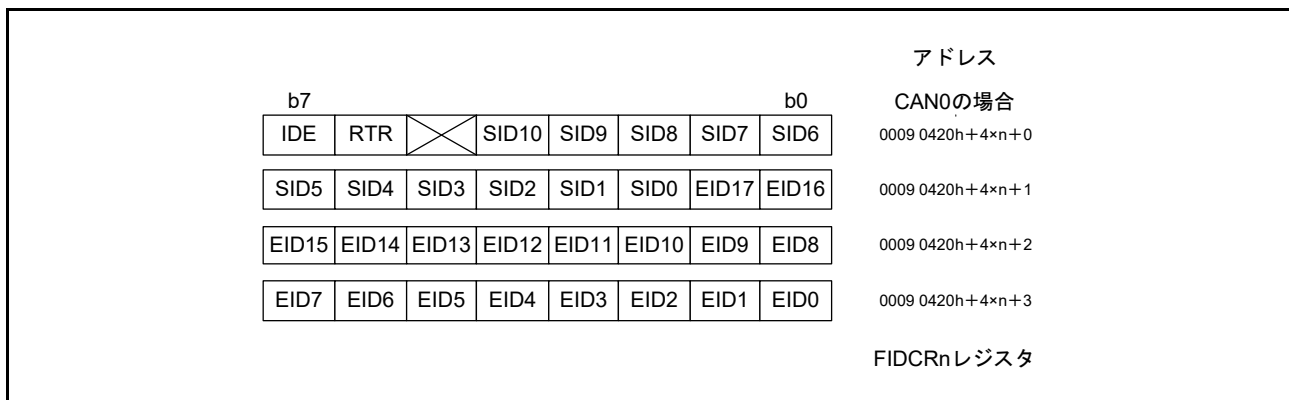 アドレス
b7 b0 CAN0の場合
IDE RTR SID10 SID9 SID8 SID7 SID6 0009 0420h+4×n+0
SID5 SID4 SID3 SID2 SID1 SID0 EID17 EID16 0009 0420h+4×n+1
EID15 EID14 EID13 EID12 EID11 EID10 EID9 EID8 0009 0420h+4×n+2
EID7 EID6 EID5 EID4 EID3 EID2 EID1 EID0 0009 0420h+4×n+3
FIDCRnレジスタ